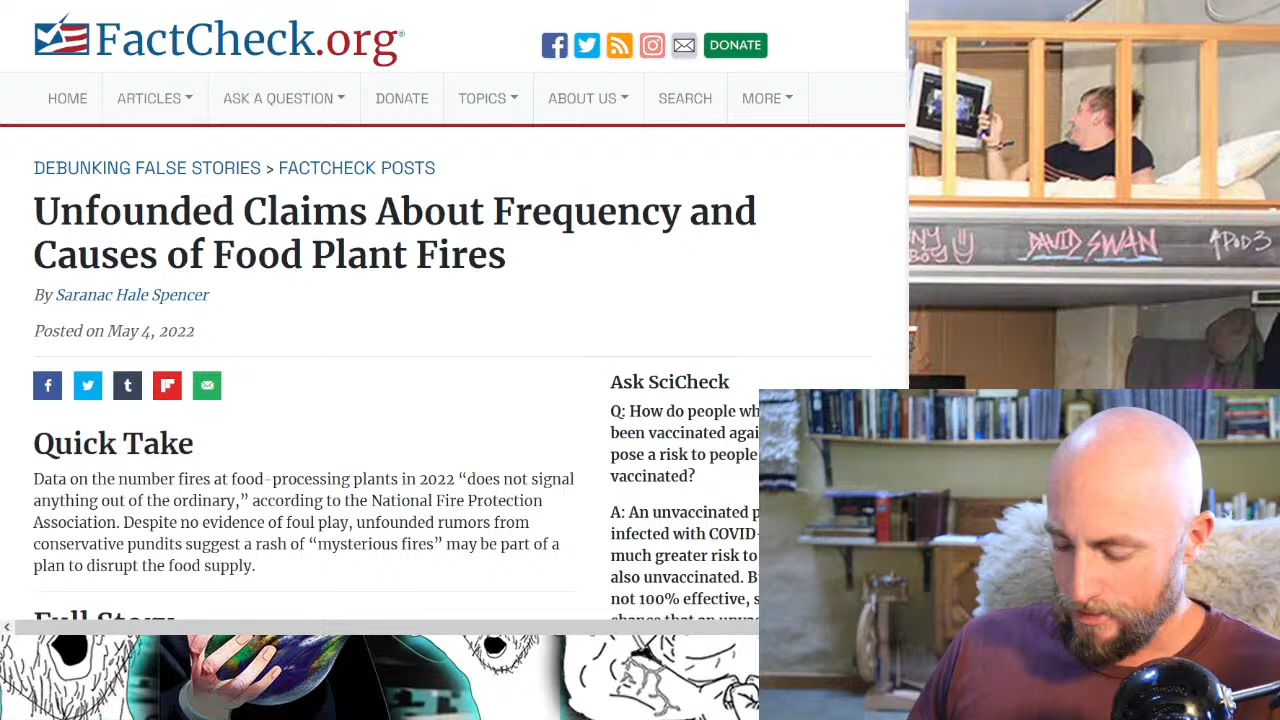 FactCheck.org®
DONATE
HOME ARTICLES ASK A QUESTION DONATE TOPICS ABOUT US SEARCH MORE
DEBUNKING FALSE STORIES > FACTCHECK POSTS
Unfounded Claims About Frequency and
Causes of Food Plant Fires
By Saranac Hale Spencer
Posted on May 4, 2022
Quick Take
Data on the number fires at food-processing plants in 2022 “does not signal
anything out of the ordinary,” according to the National Fire Protection
Association. Despite no evidence of foul play, unfounded rumors from
conservative pundits suggest a rash of “mysterious fires” may be part of a
plan to disrupt the food supply.
Full Story
Ask SciCheck
Q: How do people wh
been vaccinated agai
pose a risk to people
vaccinated?
A: An unvaccinated p
infected with COVID-
much greater risk to
also unvaccinated. B
not 100% effective, s
chance that an unva
DAVID SWAN